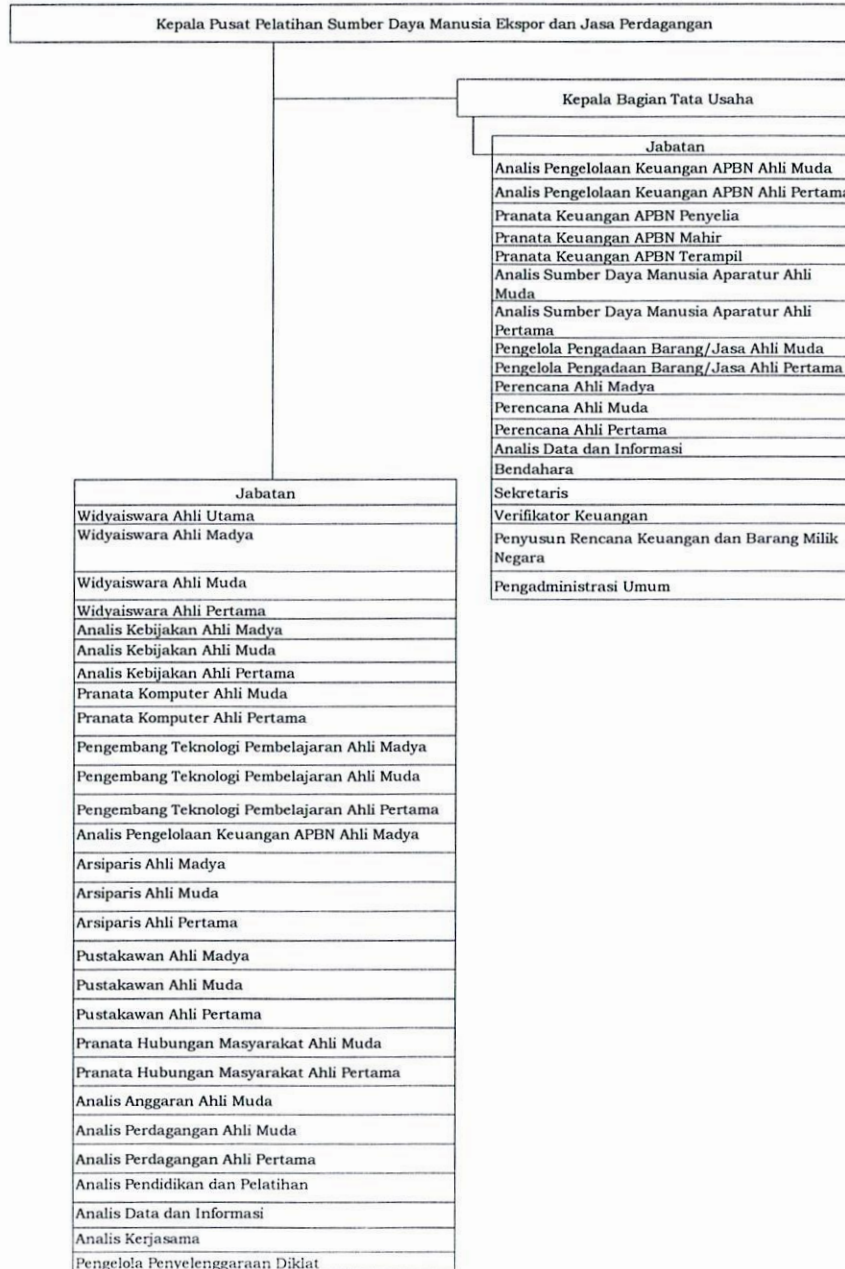 Kepala Pusat Pelatihan Sumber Daya Manusia Ekspor dan Jasa Perdagangan
Kepala Bagian Tata Usaha
Jabatan
Analis Pengelolaan Keuangan APBN Ahli Muda
Analis Pengelolaan Keuangan APBN Ahli Pertama
Pranata Keuangan APBN Penyelia
Pranata Keuangan APBN Mahir
Pranata Keuangan APBN Terampil
Analis Sumber Daya Manusia Aparatur Ahli
Muda
Analis Sumber Daya Manusia Aparatur Ahli
Pertama
Pengelola Pengadaan Barang/Jasa Ahli Muda
Pengelola Pengadaan Barang/Jasa Ahli Pertama
Perencana Ahli Madya
Perencana Ahli Muda
Perencana Ahli Pertama
Analis Data dan Informasi
Bendahara
Sekretaris
Verifikator Keuangan
Penyusun Rencana Keuangan dan Barang Milik
Negara
Pengadministrasi Umum
Jabatan
Widyaiswara Ahli Utama
Widyaiswara Ahli Madya
Widyaiswara Ahli Muda
Widyaiswara Ahli Pertama
Analis Kebijakan Ahli Madya
Analis Kebijakan Ahli Muda
Analis Kebijakan Ahli Pertama
Pranata Komputer Ahli Muda
Pranata Komputer Ahli Pertama
Pengembang Teknologi Pembelajaran Ahli Madya
Pengembang Teknologi Pembelajaran Ahli Muda
Pengembang Teknologi Pembelajaran Ahli Pertama
Analis Pengelolaan Keuangan APBN Ahli Madya
Arsiparis Ahli Madya
Arsiparis Ahli Muda
Arsiparis Ahli Pertama
Pustakawan Ahli Madya
Pustakawan Ahli Muda
Pustakawan Ahli Pertama
Pranata Hubungan Masyarakat Ahli Muda
Pranata Hubungan Masyarakat Ahli Pertama
Analis Anggaran Ahli Muda
Analis Perdagangan Ahli Muda
Analis Perdagangan Ahli Pertama
Analis Pendidikan dan Pelatihan
Analis Data dan Informasi
Analis Kerjasama
Pengelola Penyelenggaraan Diklat